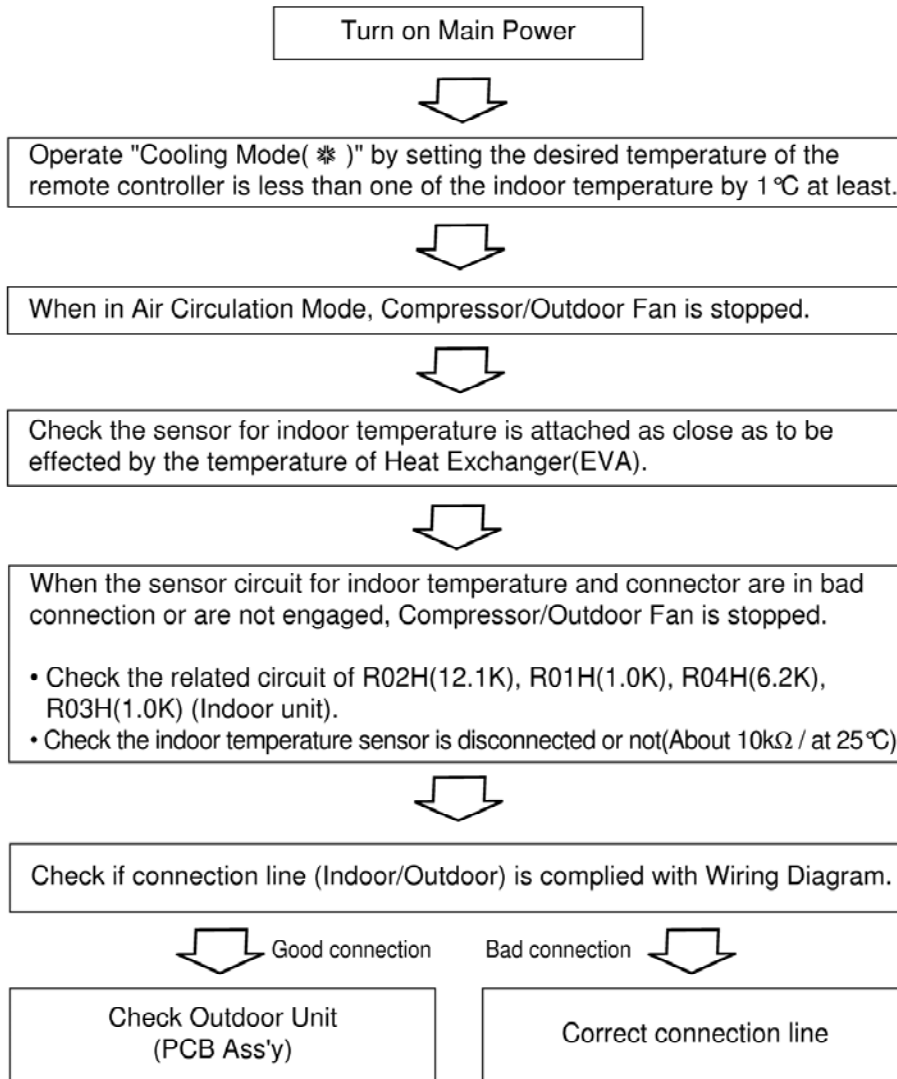 Turn on Main Power
Operate "Cooling Mode( ❄ )" by setting the desired temperature of the
remote controller is less than one of the indoor temperature by 1°C at least.
When in Air Circulation Mode, Compressor/Outdoor Fan is stopped.
Check the sensor for indoor temperature is attached as close as to be
effected by the temperature of Heat Exchanger(EVA).
When the sensor circuit for indoor temperature and connector are in bad
connection or are not engaged, Compressor/Outdoor Fan is stopped.
• Check the related circuit of R02H(12.1K), R01H(1.0K), R04H(6.2K),
R03H(1.0K) (Indoor unit).
• Check the indoor temperature sensor is disconnected or not(About 10kΩ / at 25°C)
Check if connection line (Indoor/Outdoor) is complied with Wiring Diagram.
Good connection
Bad connection
Check Outdoor Unit
(PCB Ass'y)
Correct connection line